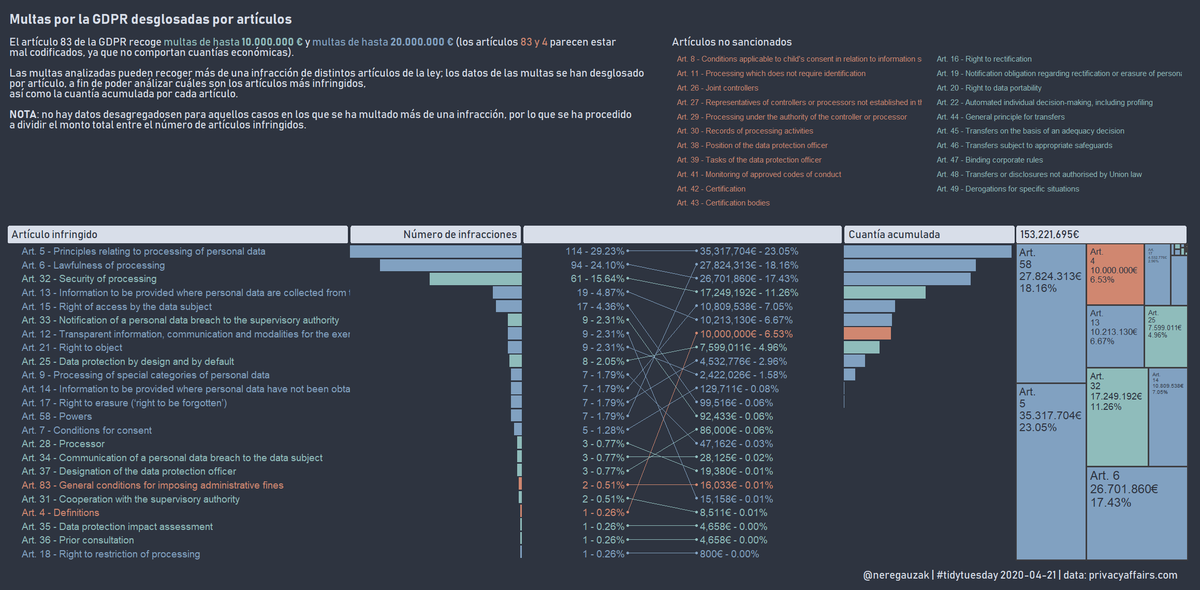 Multas por la GDPR desglosadas por artículos
El artículo 83 de la GDPR recoge multas de hasta 10.000.000 € y multas de hasta 20.000.000 € (los artículos 83 y 4 parecen estar
mal codificados, ya que no comportan cuantías económicas).
Las multas analizadas pueden recoger más de una infracción de distintos artículos de la ley; los datos de las multas se han desglosado
por artículo, a fin de poder análizar cuáles son los artículos más infringidos,
así como la cuantía acumulada por cada artículo.
NOTA: no hay datos desagregadosen para aquellos casos en los que se ha multado más de una infracción, por lo que se ha procedido
a dividir el monto total entre el número de artículos infringidos.
Artículos no sancionados
Art. 8 - Conditions applicable to child's consent in relation to information s
Art. 11 - Processing which does not require identification
Art. 26 - Joint controllers
Art. 27 - Representatives of controllers or processors not established in th
Art. 29 - Processing under the authority of the controller or processor
Art. 30 - Records of processing activities
Art. 38 - Position of the data protection officer
Art. 39 - Tasks of the data protection officer
Art. 41 - Monitoring of approved codes of conduct
Art. 42 - Certification
Art. 43 - Certification bodies
Art. 16 - Right to rectification
Art. 19 - Notification obligation regarding rectification or erasure of persona
Art. 20 - Right to data portability
Art. 22 - Automated individual decision-making, including profiling
Art. 44 - General principle for transfers
Art. 45 - Transfers on the basis of an adequacy decision
Art. 46 - Transfers subject to appropriate safeguards
Art. 47 - Binding corporate rules
Art. 48 - Transfers or disclosures not authorised by Union law
Art. 49 - Derogations for specific situations
Artículo infringido
Número de infracciones
Cuantía acumulada
153,221,695€
Art. 5 - Principles relating to processing of personal data
Art. 6 - Lawfulness of processing
Art. 32 - Security of processing
Art. 13 - Information to be provided where personal data are collected from
Art. 15 - Right of access by the data subject
Art. 33 - Notification of a personal data breach to the supervisory authority
Art. 12 - Transparent information, communication and modalities for the exer
Art. 21 - Right to object
Art. 25 - Data protection by design and by default
Art. 9 - Processing of special categories of personal data
Art. 14 - Information to be provided where personal data have not been obta
Art. 17 - Right to erasure ('right to be forgotten')
Art. 58 - Powers
Art. 7 - Conditions for consent
Art. 28 - Processor
Art. 34 - Communication of a personal data breach to the data subject
Art. 37 - Designation of the data protection officer
Art. 83 - General conditions for imposing administrative fines
Art. 31 - Cooperation with the supervisory authority
Art. 4 - Definitions
Art. 35 - Data protection impact assessment
Art. 36 - Prior consultation
Art. 18 - Right to restriction of processing
114 - 29.23%
94 - 24.10%
61 - 15.64%
19 - 4.87%
17 - 4.36%
9 - 2.31%
9 - 2.31%
9 - 2.31%
8 - 2.05%
7 - 1.79%
7 - 1.79%
7 - 1.79%
7 - 1.79%
5 - 1.28%
3 - 0.77%
3 - 0.77%
3 - 0.77%
2 - 0.51%
2 - 0.51%
1 - 0.26%
1 - 0.26%
1 - 0.26%
1 - 0.26%
35,317,704€ - 23.05%
27,824,313€ - 18.16%
26,701,860€ - 17.43%
17,249,192€ - 11.26%
10,809,538€ - 7.05%
10,213,130€ - 6.67%
10,000,000€ - 6.53%
7,599,011€ - 4.96%
4,532,776€ - 2.96%
2,422,026€ - 1.58%
129,711€ - 0.08%
99,516€ - 0.06%
92,433€ - 0.06%
86,000€ - 0.06%
47,162€ - 0.03%
28,125€ - 0.02%
19,380€ - 0.01%
16,033€ - 0.01%
15,158€ - 0.01%
8,511€ - 0.01%
4,658€ - 0.00%
4,658€ - 0.00%
800€ - 0.00%
Art.
58
27.824.313€
18.16%
Art.
5
35.317.704€
23.05%
Art.
4
10.000.000€
6.53%
Art.
13
10.213.130€
6.67%
Art.
25
7.599.011€
4.96%
Art.
32
17.249.192€
11.26%
Art.
14
10.809.538€
7.05%
Art. 6
26.701.860€
17.43%
@neregauzak | #tidytuesday 2020-04-21 | data: privacyaffairs.com